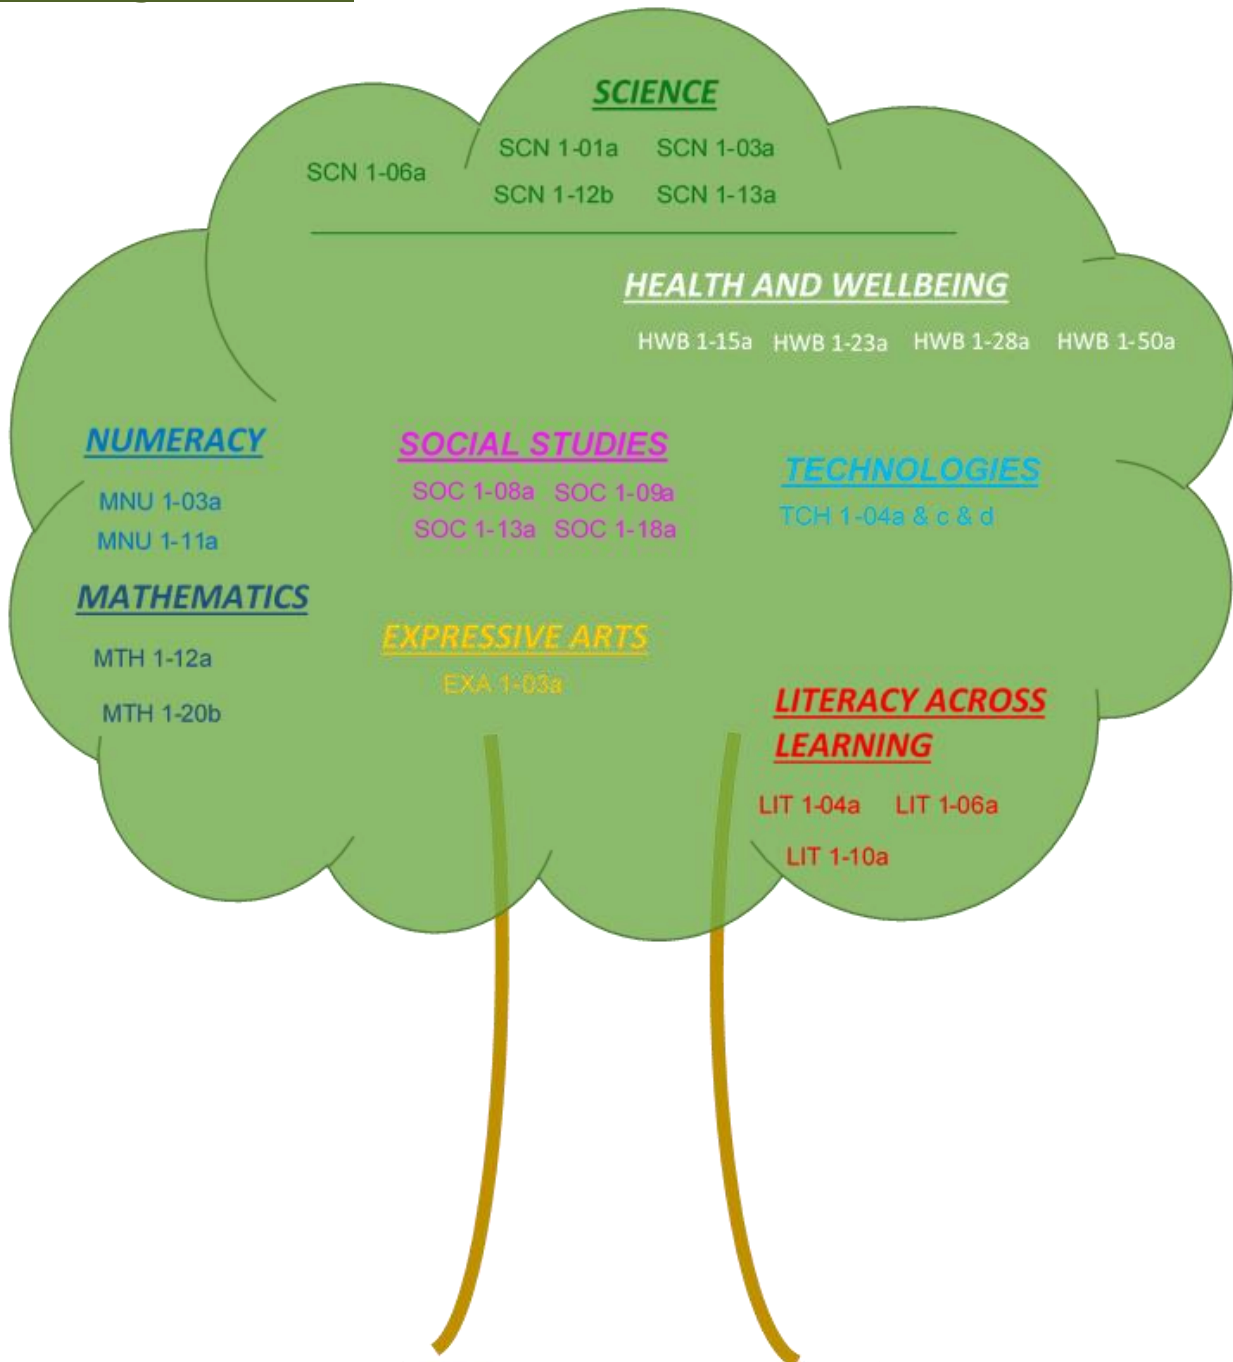 SCIENCE
SCN 1-06a
SCN 1-01a SCN 1-03a
SCN 1-12b SCN 1-13a
HEALTH AND WELLBEING
HWB 1-15a HWB 1-23a HWB 1-28a HWB 1-50a
NUMERACY
MNU 1-03a
MNU 1-11a
SOCIAL STUDIES
SOC 1-08a SOC 1-09a
SOC 1-13a SOC 1-18a
TECHNOLOGIES
TCH 1-04a & c & d
MATHEMATICS
MTH 1-12a
MTH 1-20b
EXPRESSIVE ARTS
EXA 1-03a
LITERACY ACROSS
LEARNING
LIT 1-04a LIT 1-06a
LIT 1-10a